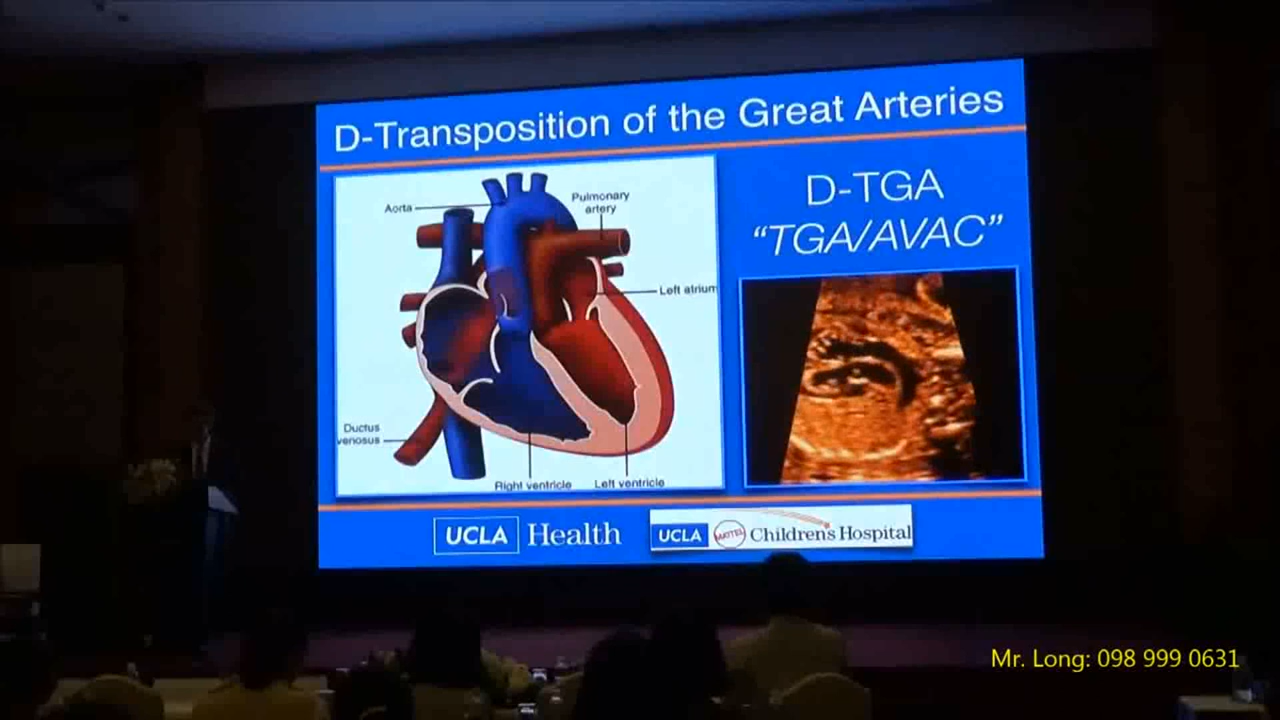 D-Transposition of the Great Arteries
D-TGA
"TGA/AVAC"
Aorta
Pulmonary
artery
Left atrium
Ductus
venosus
Right ventricle
Left ventricle
UCLA Health
UCLA MATTEL Children's Hospital
Mr. Long: 098 999 0631